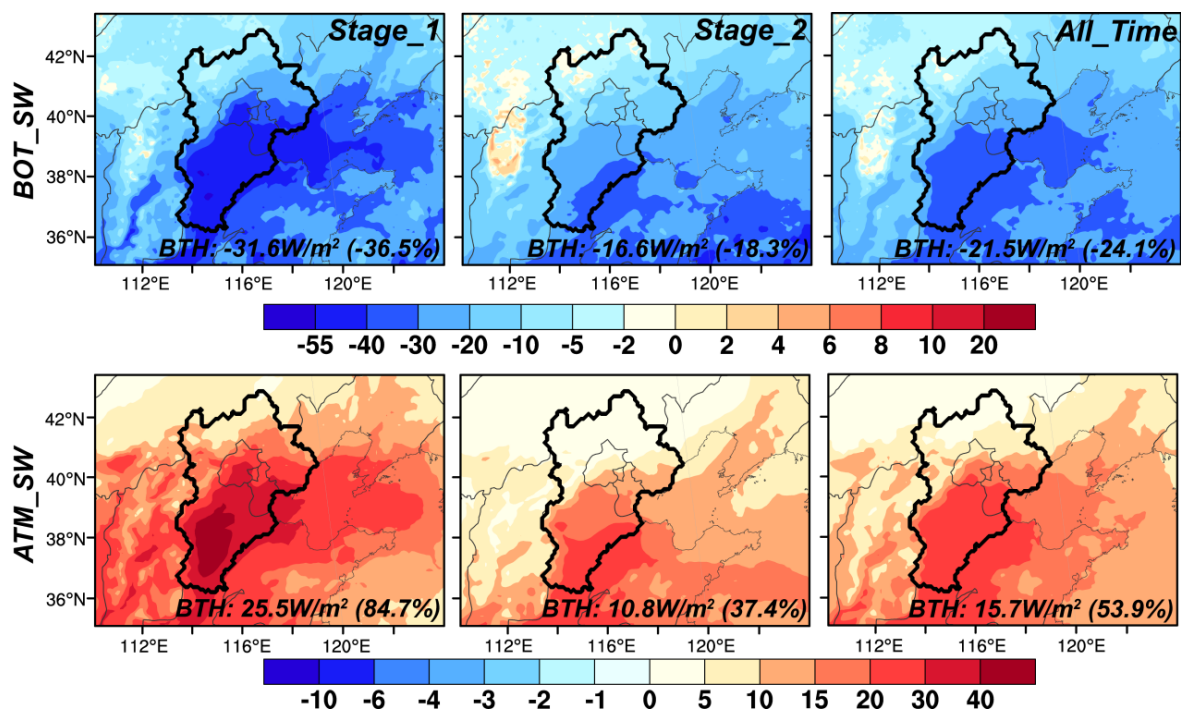 Stage_1
Stage_2
All_Time
BOT_SW
42°N
40°N
38°N
36°N
BTH: -31.6W/m² (-36.5%)
BTH: -16.6W/m² (-18.3%)
BTH: -21.5W/m² (-24.1%)
112°E 116°E 120°E
112°E 116°E 120°E
112°E 116°E 120°E
-55 -40 -30 -20 -10 -5 -2 0 2 4 6 8 10 20
ATM_SW
42°N
40°N
38°N
36°N
BTH: 25.5W/m² (84.7%)
BTH: 10.8W/m² (37.4%)
BTH: 15.7W/m² (53.9%)
112°E 116°E 120°E
112°E 116°E 120°E
112°E 116°E 120°E
-10 -6 -4 -3 -2 -1 0 5 10 15 20 30 40